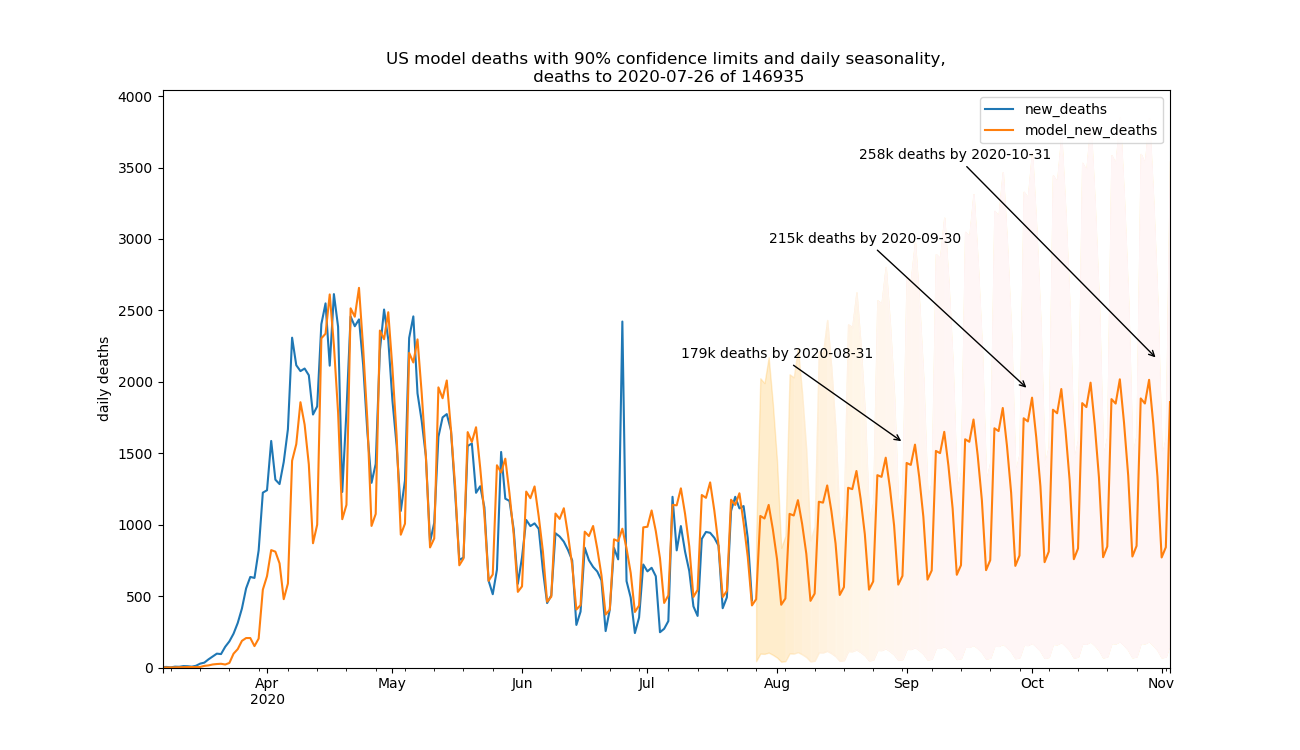 US model deaths with 90% confidence limits and daily seasonality,
deaths to 2020-07-26 of 146935
4000
3500
3000
2500
2000
1500
1000
500
0
daily deaths
new_deaths
model_new_deaths
258k deaths by 2020-10-31
215k deaths by 2020-09-30
179k deaths by 2020-08-31
Apr May Jun Jul Aug Sep Oct Nov
2020